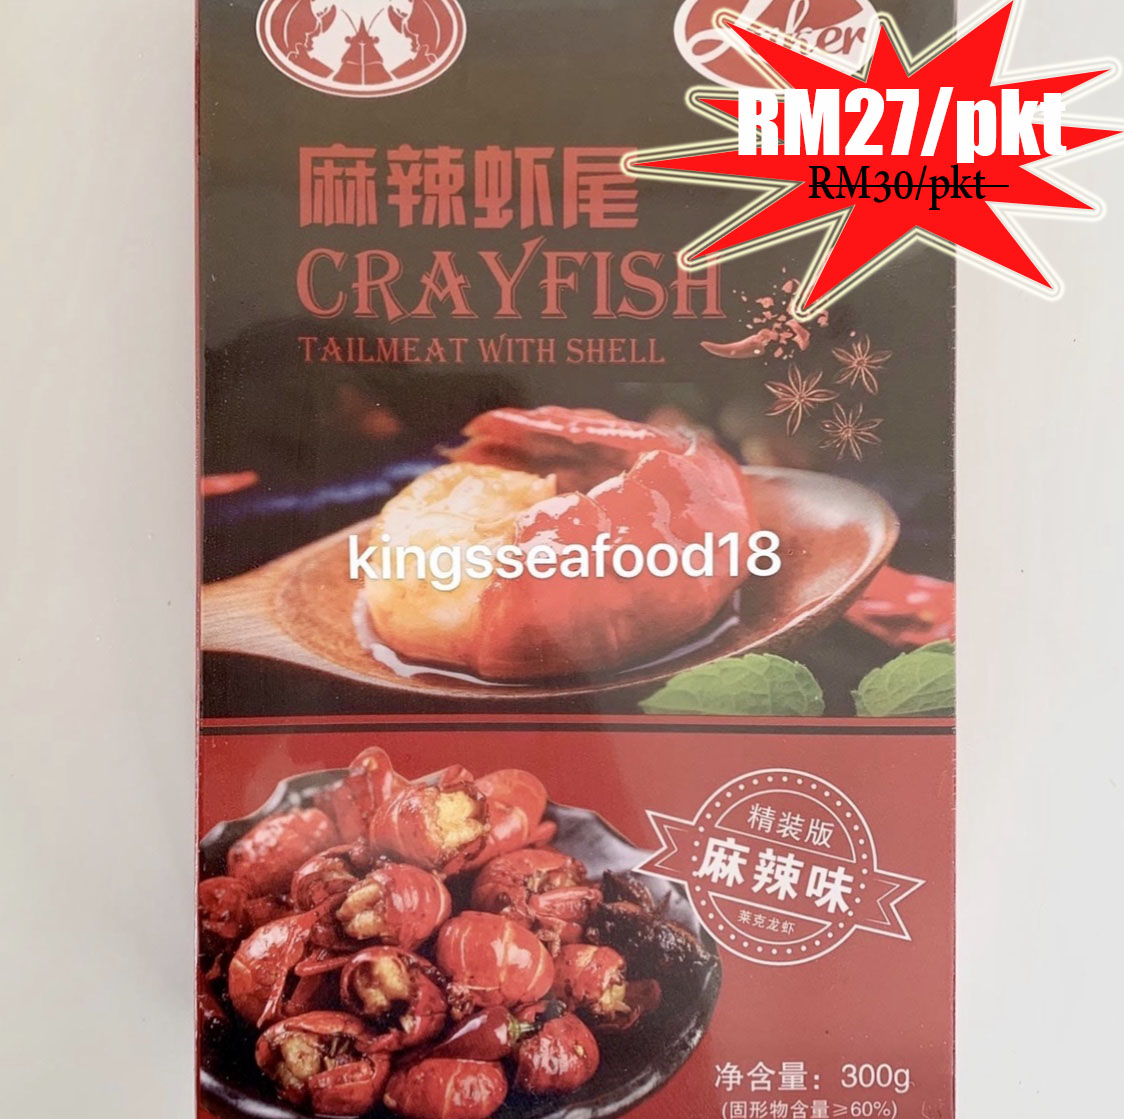 RM27/pkt
RM30/pkt
麻辣虾尾
CRAYFISH
TAILMEAT WITH SHELL
kingsseafood18
精装版
麻辣味
莱克龙虾
净含量：300g
(固形物含量≥60%)